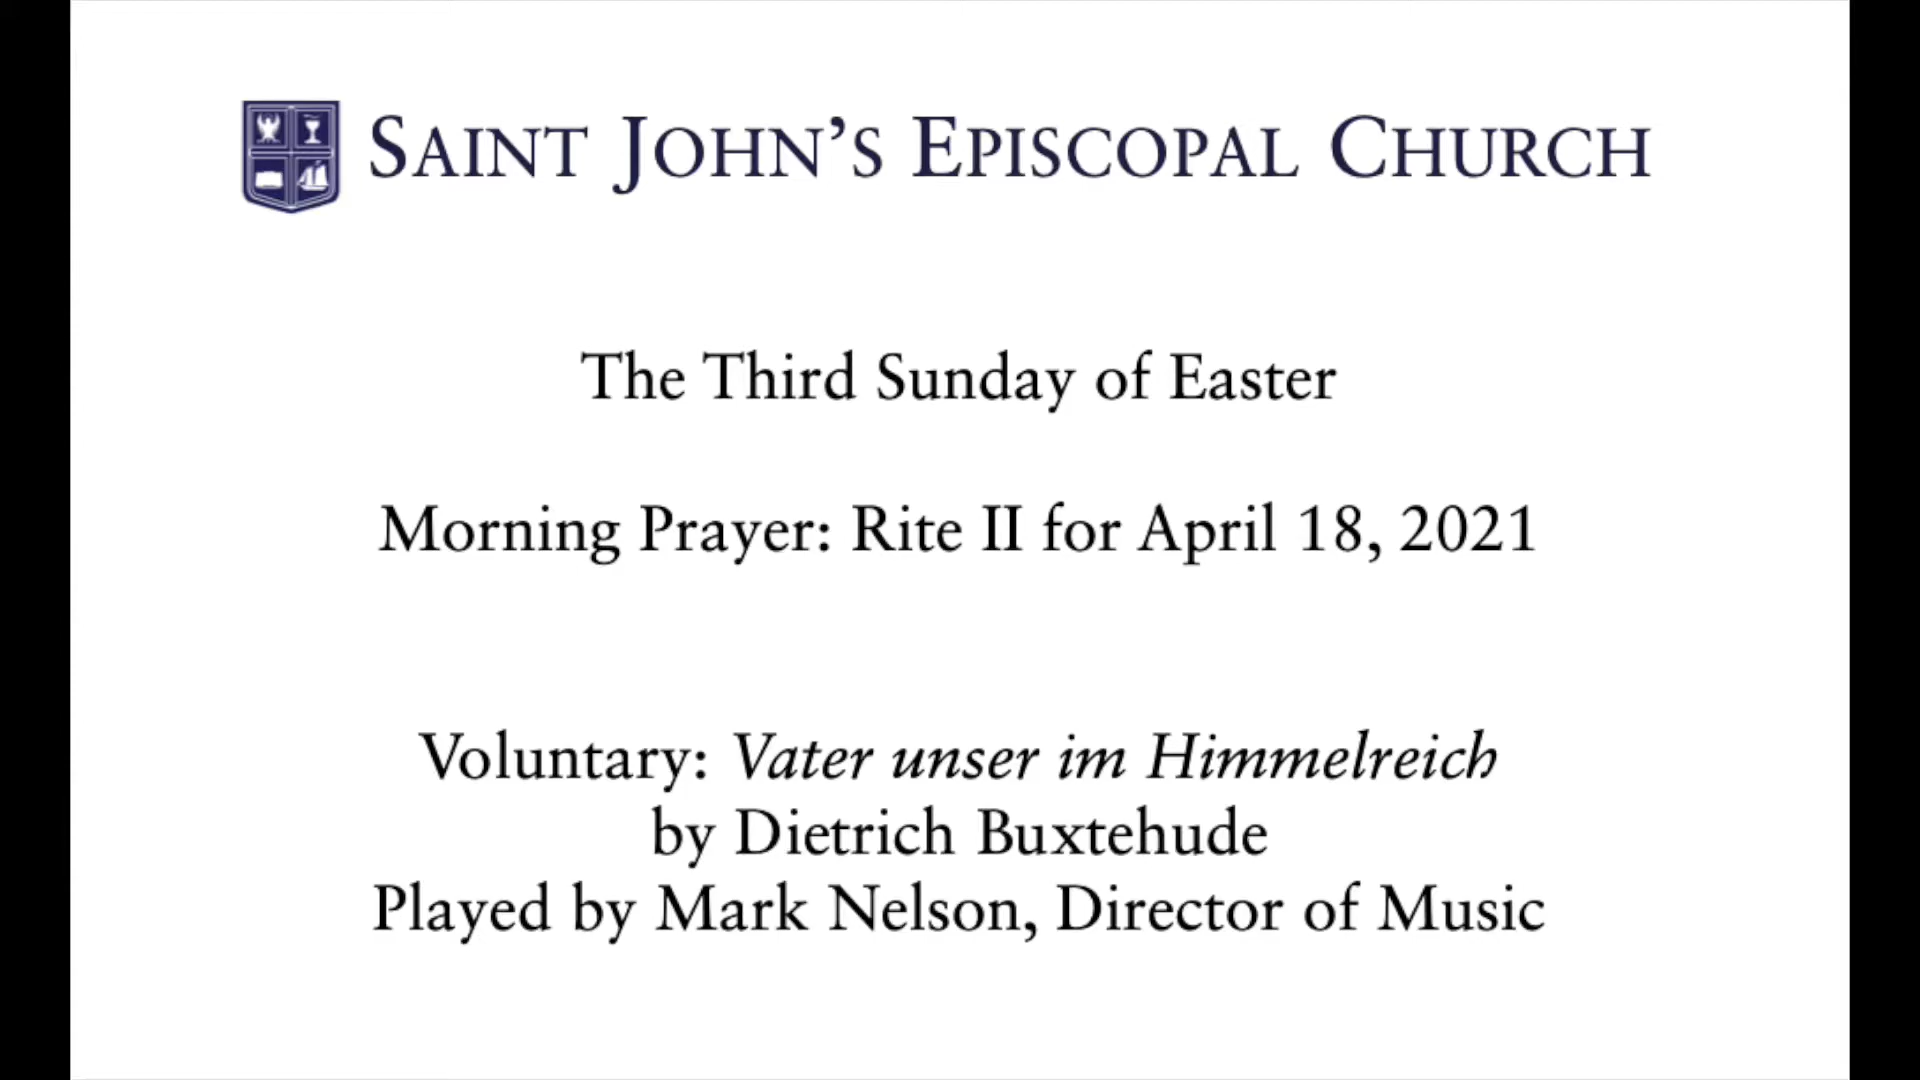 SAINT JOHN'S EPISCOPAL CHURCH
The Third Sunday of Easter
Morning Prayer: Rite II for April 18, 2021
Voluntary: Vater unser im Himmelreich
by Dietrich Buxtehude
Played by Mark Nelson, Director of Music